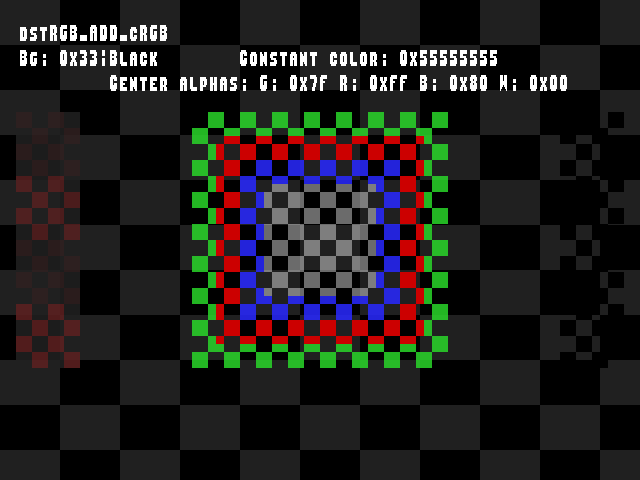 dstRGB_ADD_cRGB
Bg: 0x33|Black Constant color: 0x55555555
Center alphas: G: 0x7f R: 0xff B: 0x80 W: 0x00